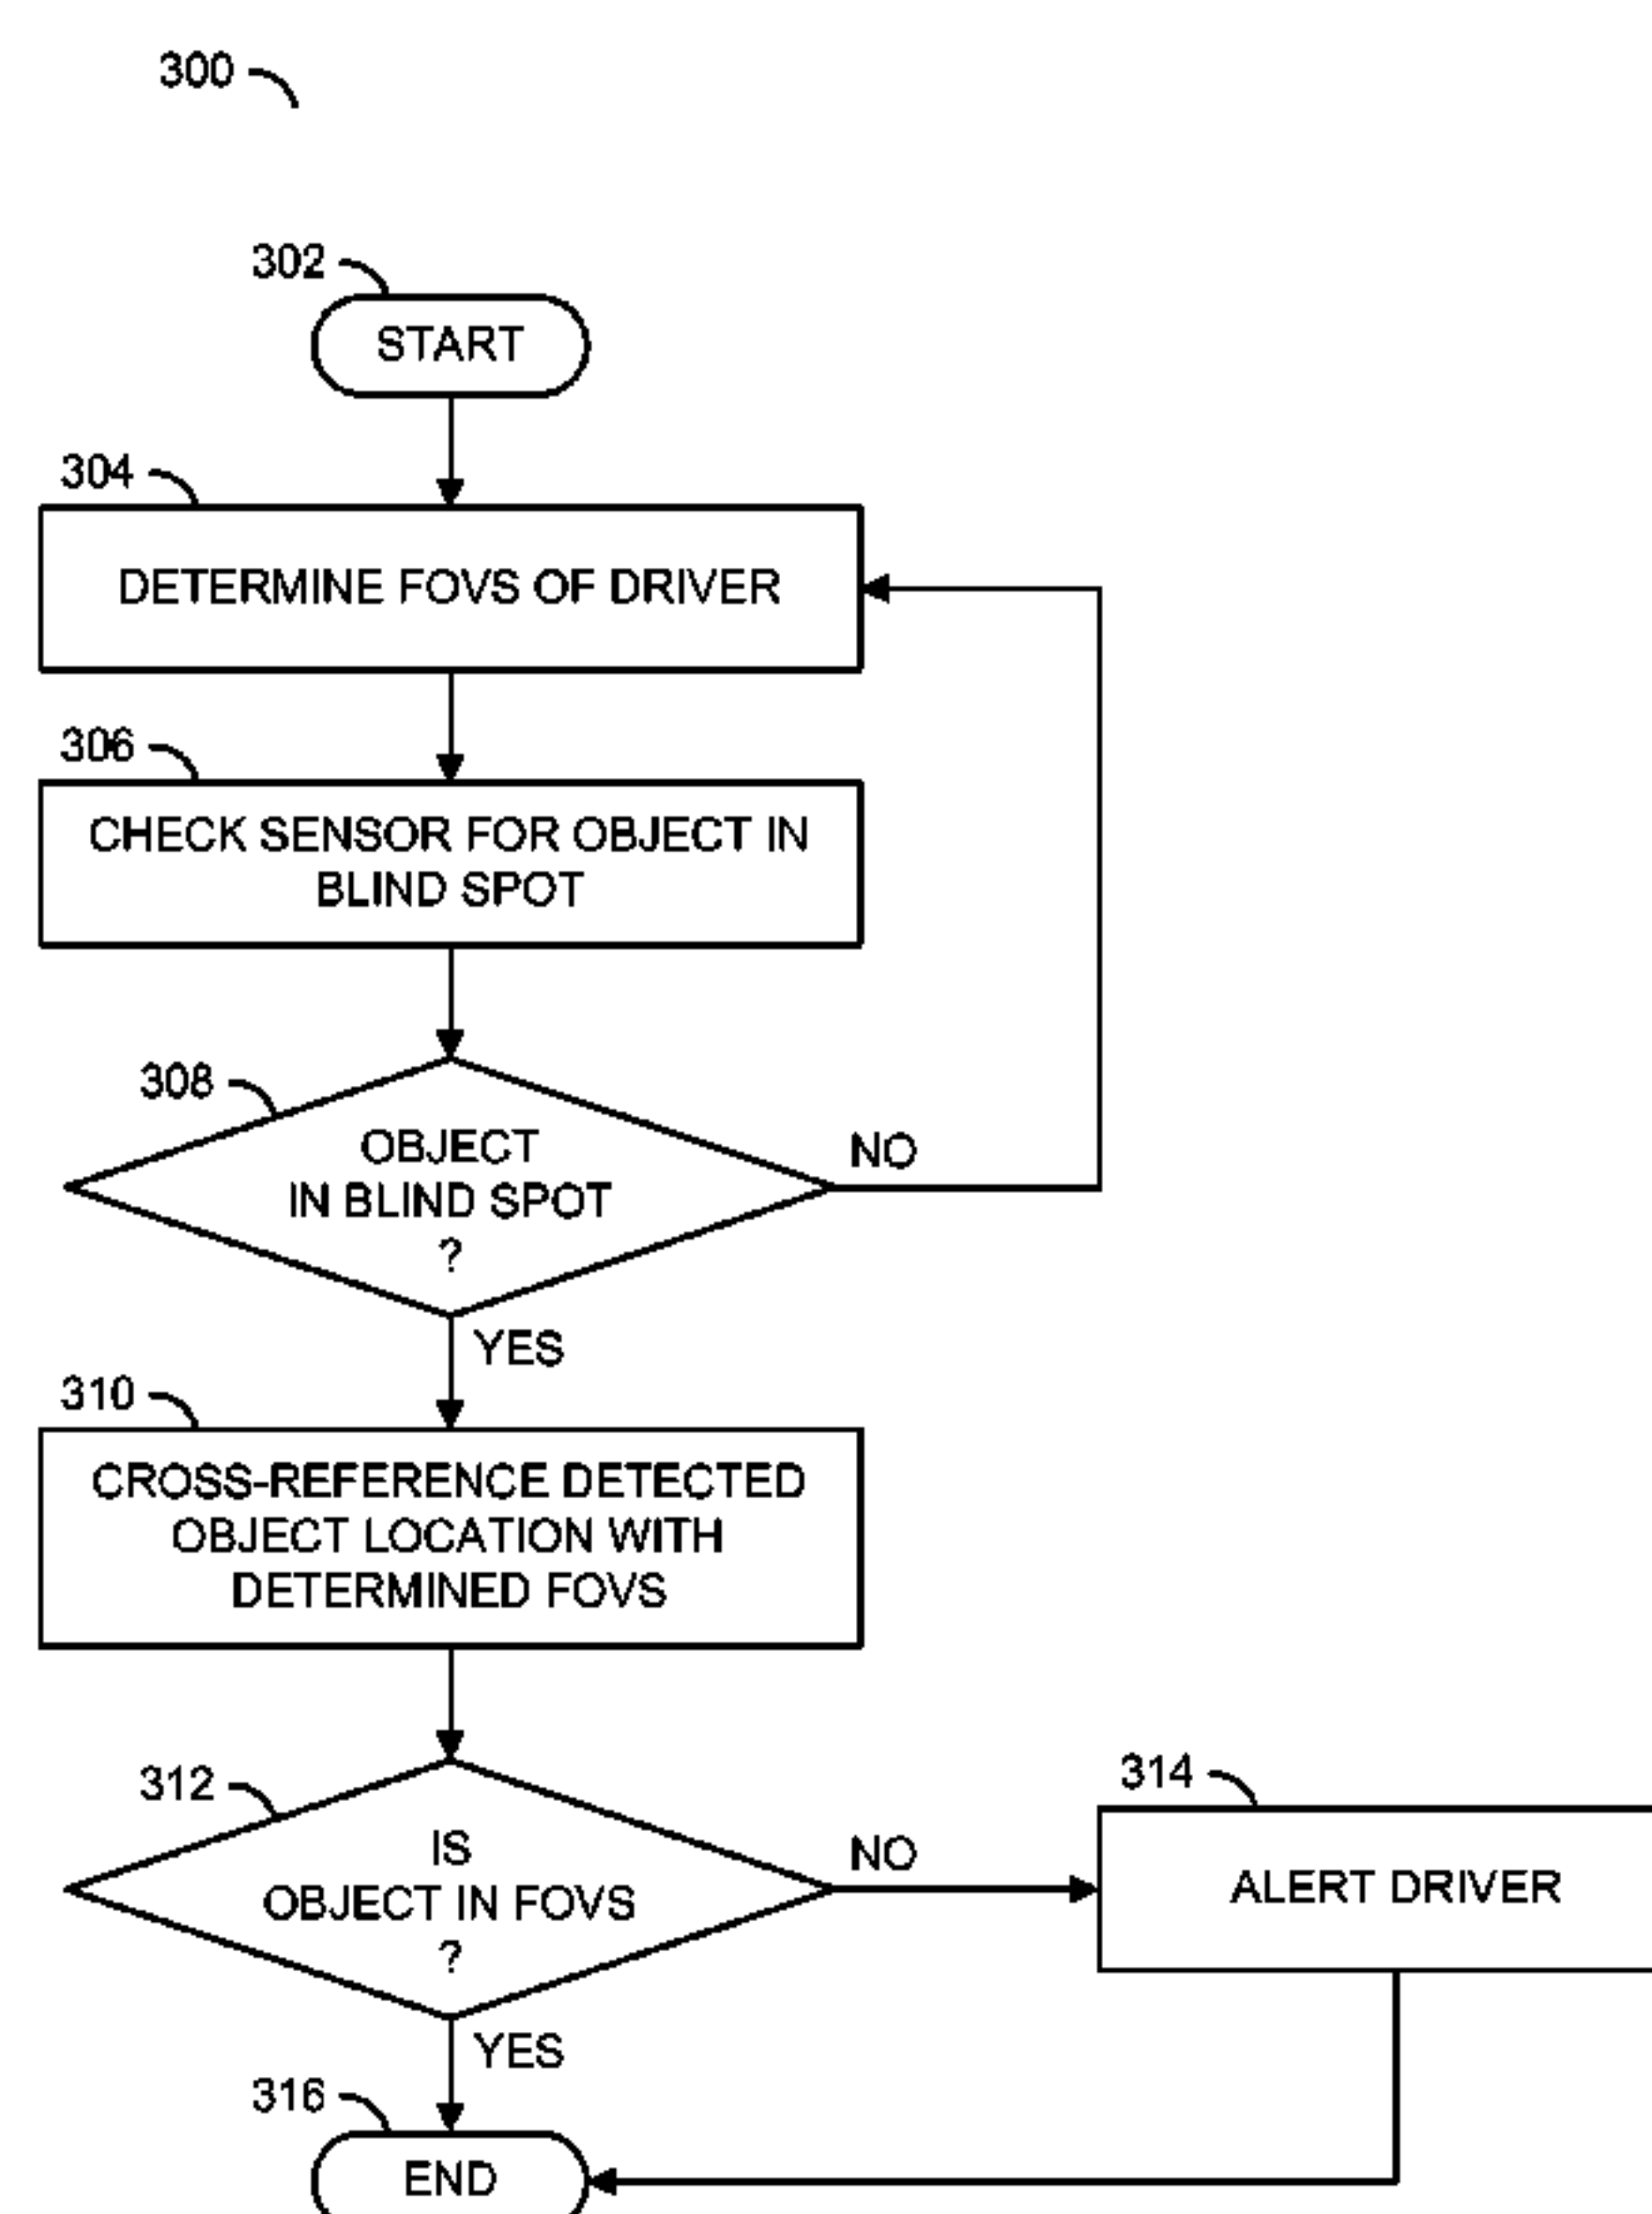 300
302
START
304
DETERMINE FOVS OF DRIVER
306
CHECK SENSOR FOR OBJECT IN
BLIND SPOT
308
OBJECT
IN BLIND SPOT
?
NO
YES
310
CROSS-REFERENCE DETECTED
OBJECT LOCATION WITH
DETERMINED FOVS
312
IS
OBJECT IN FOVS
?
NO
314
ALERT DRIVER
YES
316
END